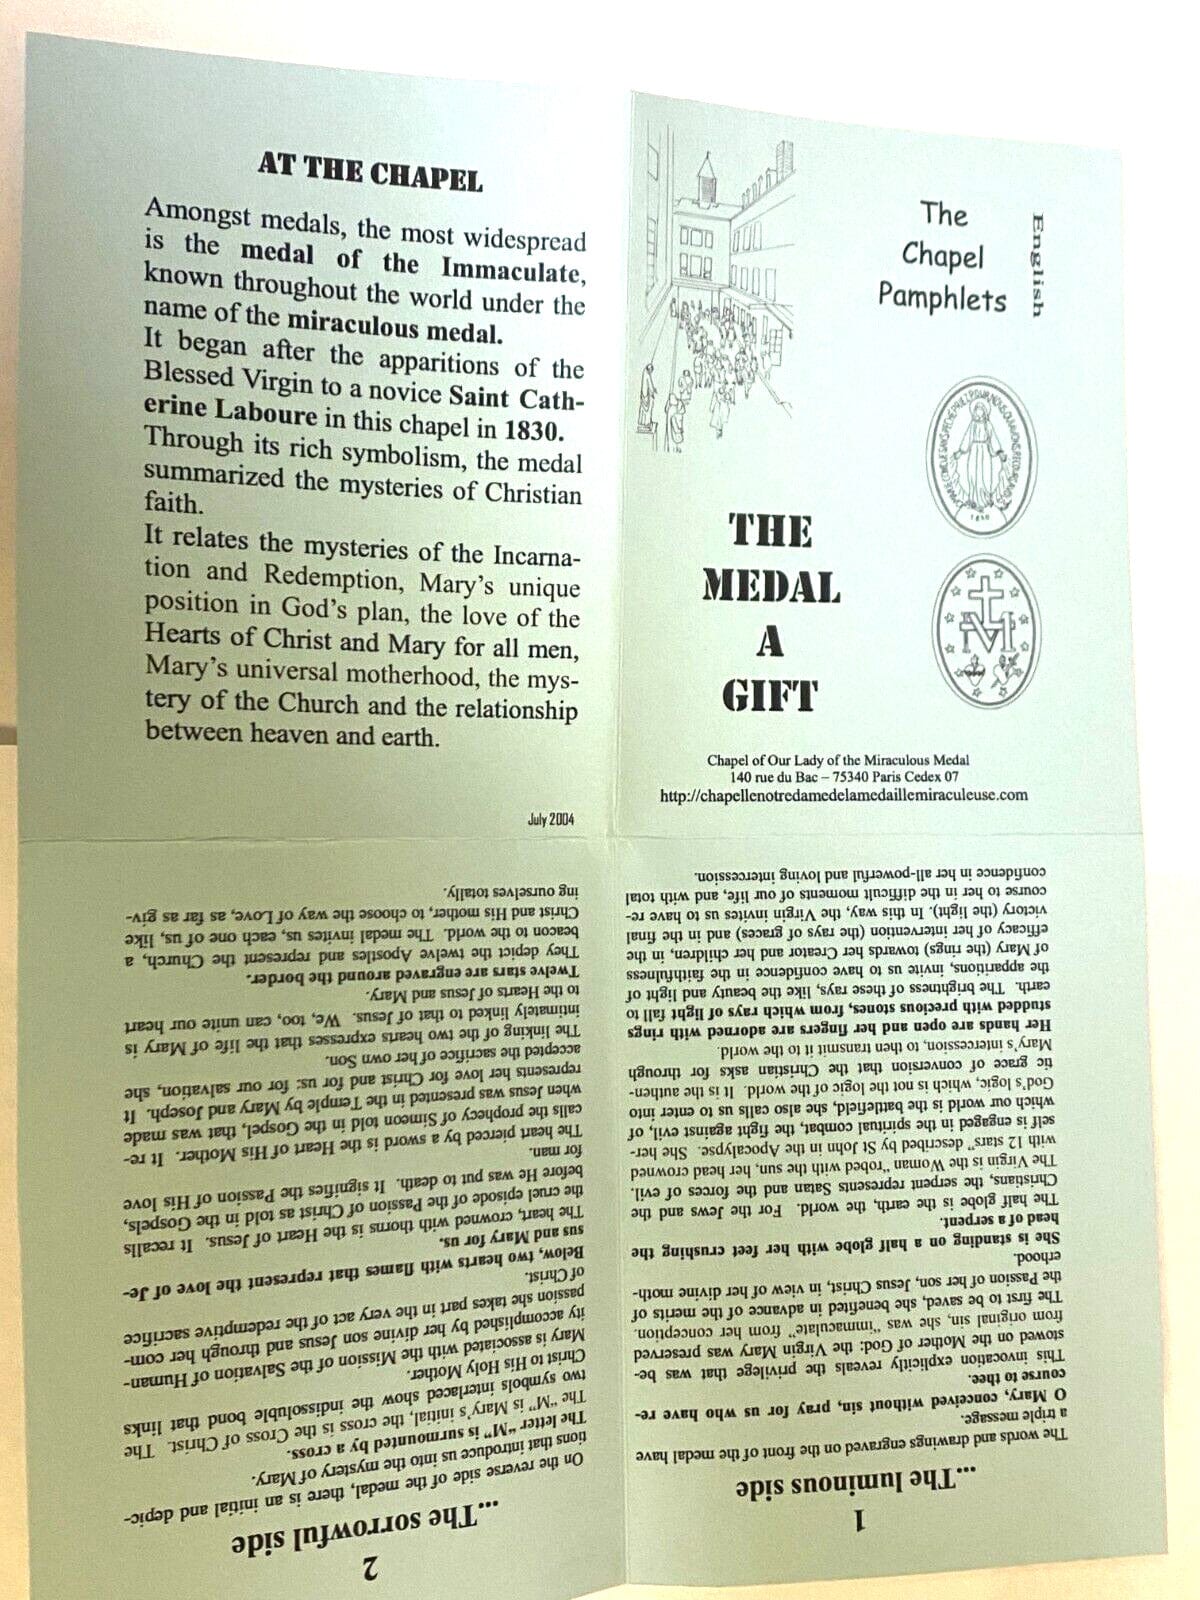 AT THE CHAPEL
Amongst medals, the most widespread
is the medal of the Immaculate,
known throughout the world under the
name of the miraculous medal.
It began after the apparitions of the
Blessed Virgin to a novice Saint Cath-
erine Laboure in this chapel in 1830.
Through its rich symbolism, the medal
summarized the mysteries of Christian
faith.
It relates the mysteries of the Incarna-
tion and Redemption, Mary's unique
position in God's plan, the love of the
Hearts of Christ and Mary for all men,
Mary's universal motherhood, the mys-
tery of the Church and the relationship
between heaven and earth.
July 2004
The
Chapel
Pamphlets
English
1830
M
THE
MEDAL
A
GIFT
Chapel of Our Lady of the Miraculous Medal
140 rue du Bac – 75340 Paris Cedex 07
http://chapellenotredamedelamedaillemiraculeuse.com
1
...The luminous side
The words and drawings engraved on the front of the medal have
a triple message.
O Mary, conceived without sin, pray for us who have re-
course to thee.
This invocation explicitly reveals the privilege that was be-
stowed on the Mother of God: the Virgin Mary was preserved
from original sin, she was "immaculate" from her conception.
The first to be saved, she benefited in advance of the merits of
the Passion of her son, Jesus Christ, in view of her divine moth-
erhood.
She is standing on a half globe with her feet crushing the
head of a serpent.
The half globe is the earth, the world. For the Jews and the
Christians, the serpent represents Satan and the forces of evil.
The Virgin is the Woman "robed with the sun, her head crowned
with 12 stars" described by St John in the Apocalypse. She her-
self is engaged in the spiritual combat, the fight against evil, of
which our world is the battlefield, she also calls us to enter into
God's logic, which is not the logic of the world. It is the authen-
tic grace of conversion that the Christian asks for through
Mary's intercession, to then transmit it to the world.
Her hands are open and her fingers are adorned with rings
studded with precious stones, from which rays of light fall to
earth. The brightness of these rays, like the beauty and light of
the apparitions, invite us to have confidence in the faithfulness
of Mary (the rings) towards her Creator and her children, in the
efficacy of her intervention (the rays of graces) and in the final
victory (the light). In this way, the Virgin invites us to have re-
course to her in the difficult moments of our life, and with total
confidence in her all-powerful and loving intercession.
2
...The sorrowful side
On the reverse side of the medal, there is an initial and depic-
tions that introduce us into the mystery of Mary.
The letter "M" is surmounted by a cross.
The "M" is Mary's initial, the cross is the Cross of Christ. The
two symbols interlaced show the indissoluble bond that links
Christ to His Holy Mother.
Mary is associated with the Mission of the Salvation of Human-
ity accomplished by her divine son Jesus and through her com-
passion she takes part in the very act of the redemptive sacrifice
of Christ.
Below, two hearts with flames that represent the love of Je-
sus and Mary for us.
The heart, crowned with thorns is the Heart of Jesus. It recalls
the cruel episode of the Passion of Christ as told in the Gospels,
before He was put to death. It signifies the Passion of His love
for man.
The heart pierced by a sword is the Heart of His Mother. It re-
calls the prophecy of Simeon told in the Gospel, that was made
when Jesus was presented in the Temple by Mary and Joseph. It
represents her love for Christ and for us: for our salvation, she
accepted the sacrifice of her own Son.
The linking of the two hearts expresses that the life of Mary is
intimately linked to that of Jesus. We, too, can unite our heart
to the Hearts of Jesus and Mary.
Twelve stars are engraved around the border.
They depict the twelve Apostles and represent the Church, a
beacon to the world. The medal invites us, each one of us, like
Christ and His mother, to choose the way of Love, as far as giv-
ing ourselves totally.